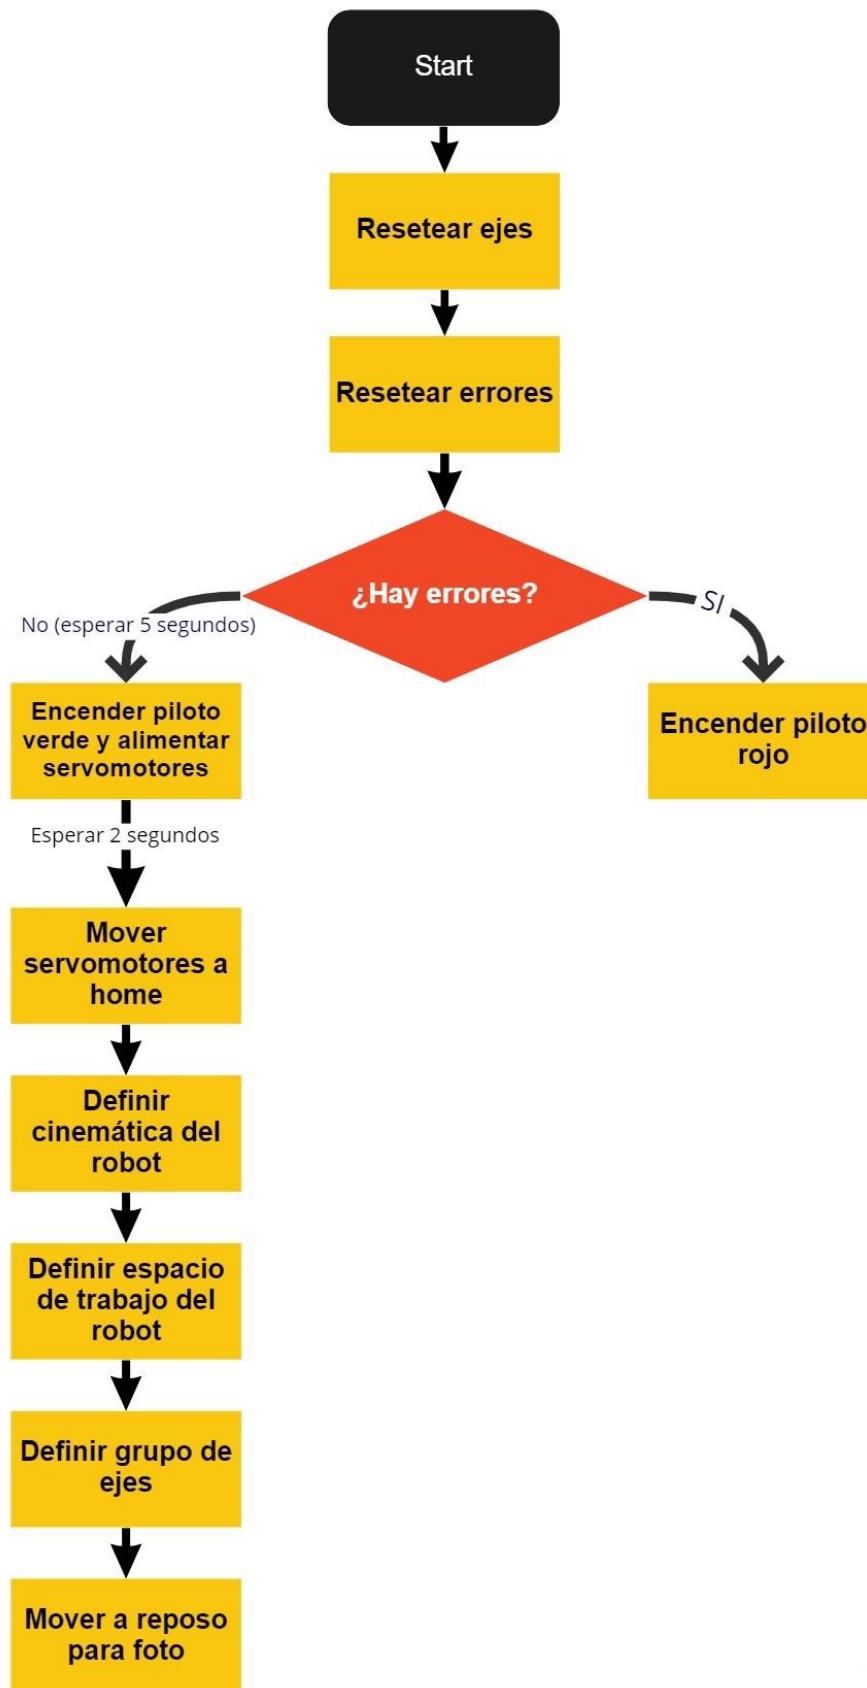 Start
Resetear ejes
Resetear errores
¿Hay errores?
No (esperar 5 segundos)
SI
Encender piloto
verde y alimentar
servomotores
Encender piloto
rojo
Esperar 2 segundos
Mover
servomotores a
home
Definir
cinemática del
robot
Definir espacio
de trabajo del
robot
Definir grupo de
ejes
Mover a reposo
para foto